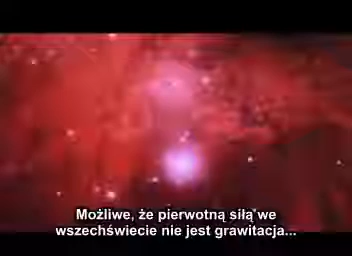 Możliwe, że pierwotną siłą we
wszechświecie nie jest grawitacja...